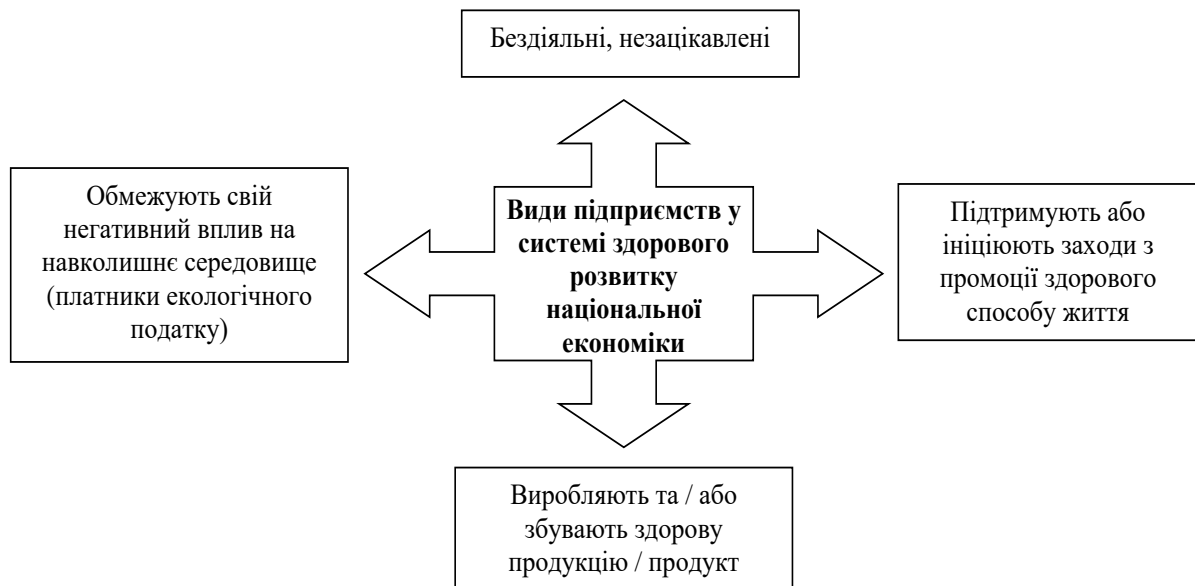 Бездіяльні, незацікавлені
Обмежують свій
негативний вплив на
навколишнє середовище
(платники екологічного
податку)
Види підприємств у
системі здорового
розвитку
національної
економіки
Підтримують або
ініціюють заходи з
промоції здорового
способу життя
Виробляють та / або
збувають здорову
продукцію / продукт